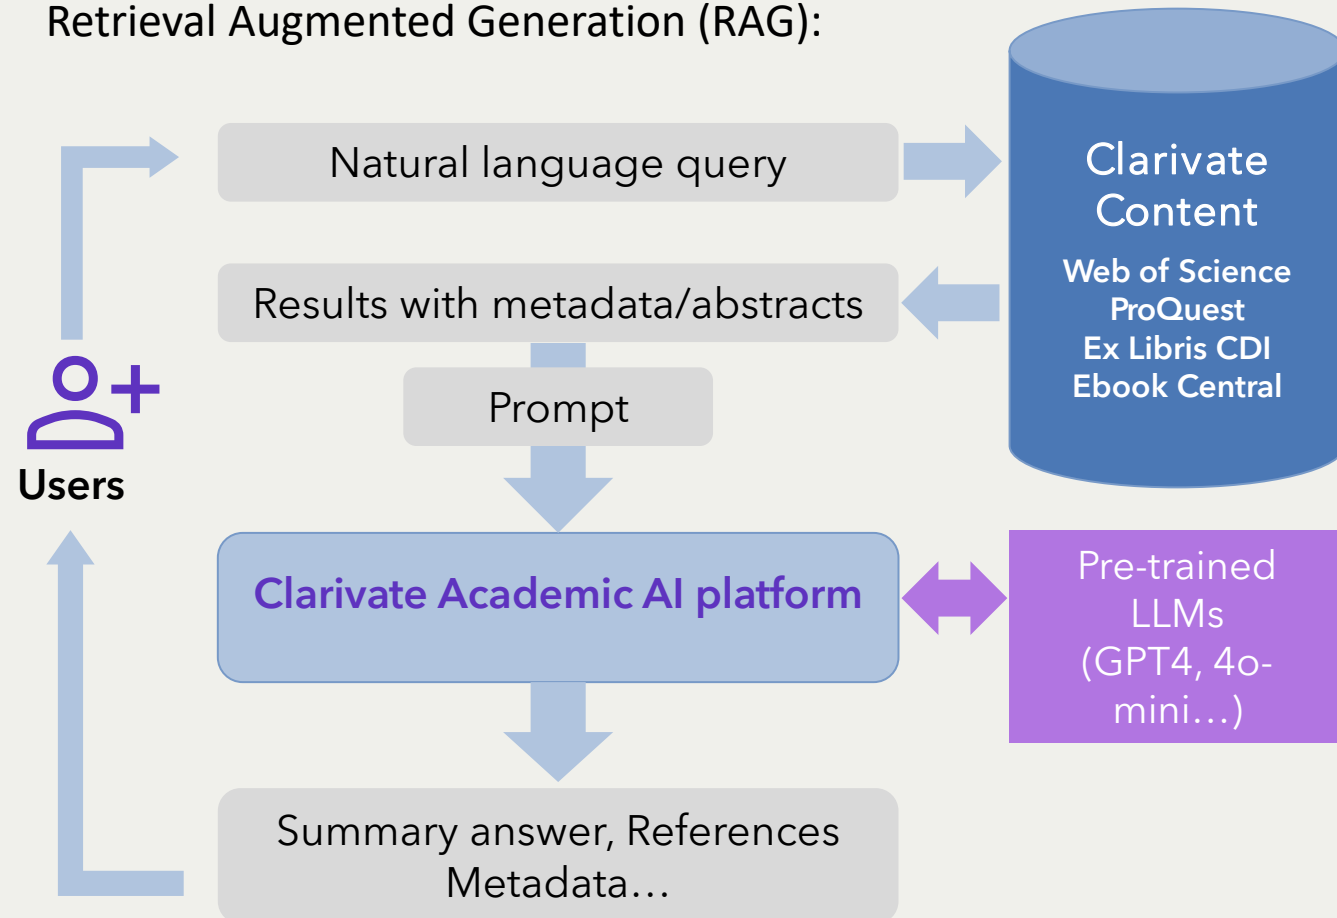 Retrieval Augmented Generation (RAG):
Natural language query
Clarivate
Content
Web of Science
ProQuest
Ex Libris CDI
Ebook Central
Results with metadata/abstracts
Prompt
Users
Clarivate Academic AI platform
Pre-trained
LLMs
(GPT4, 4o-
mini…)
Summary answer, References
Metadata…